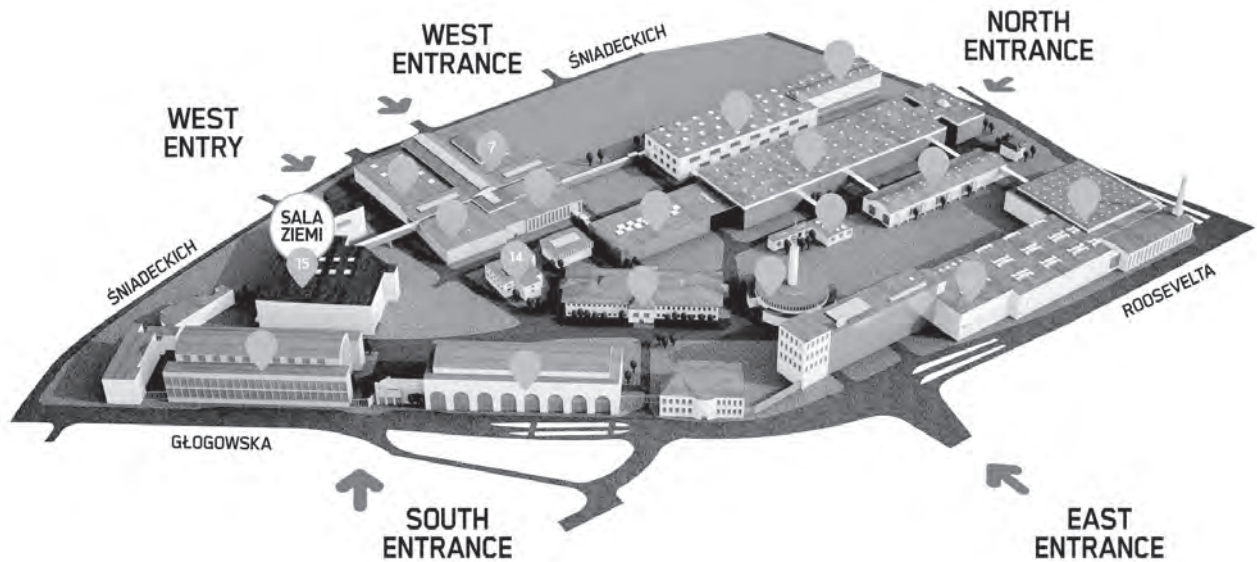 WEST
ENTRANCE
ŚNIADECKICH
NORTH
ENTRANCE
WEST
ENTRY
7
SALA
ZIEMI
15
14
ŚNIADECKICH
ROOSEVELTA
GŁOGOWSKA
SOUTH
ENTRANCE
EAST
ENTRANCE